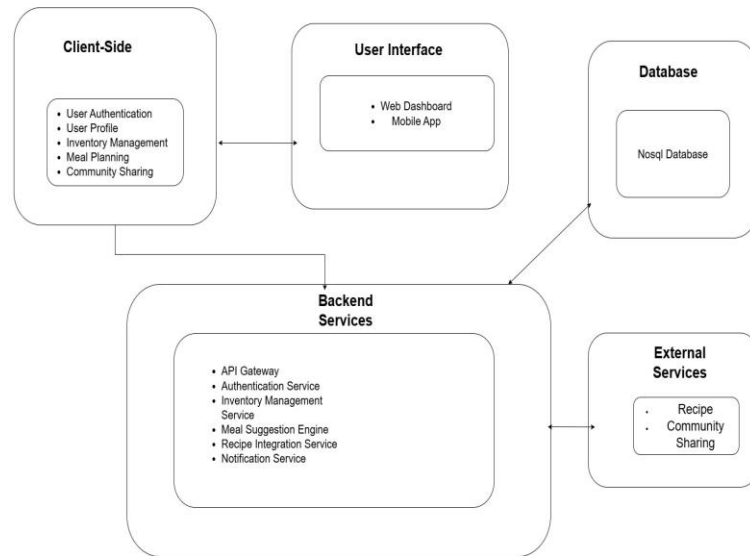 Client-Side
User Authentication
User Profile
Inventory Management
Meal Planning
Community Sharing
User Interface
Web Dashboard
Mobile App
Database
Nosql Database
Backend
Services
API Gateway
Authentication Service
Inventory Management
Service
Meal Suggestion Engine
Recipe Integration Service
Notification Service
External
Services
Recipe
Community
Sharing